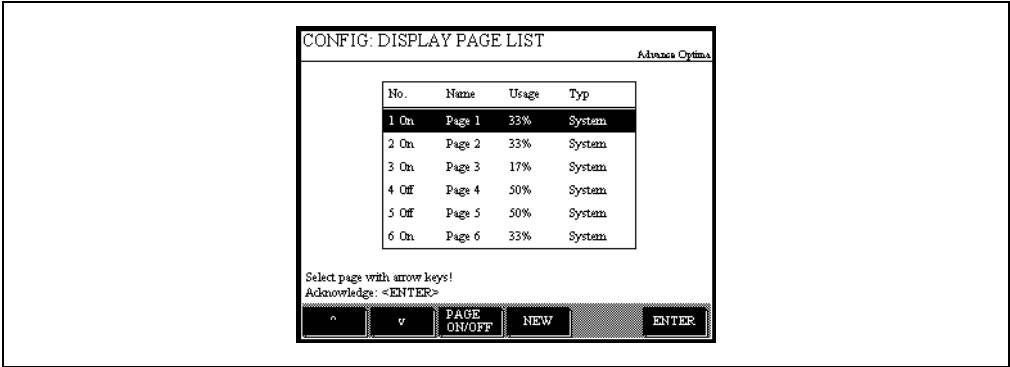 CONFIG: DISPLAY PAGE LIST
Advance Optima
No. Name Usage Typ
1 On Page 1 33% System
2 On Page 2 33% System
3 On Page 3 17% System
4 Off Page 4 50% System
5 Off Page 5 50% System
6 On Page 6 33% System
Select page with arrow keys!
Acknowledge: <ENTER>
^ v PAGE ON/OFF NEW ENTER